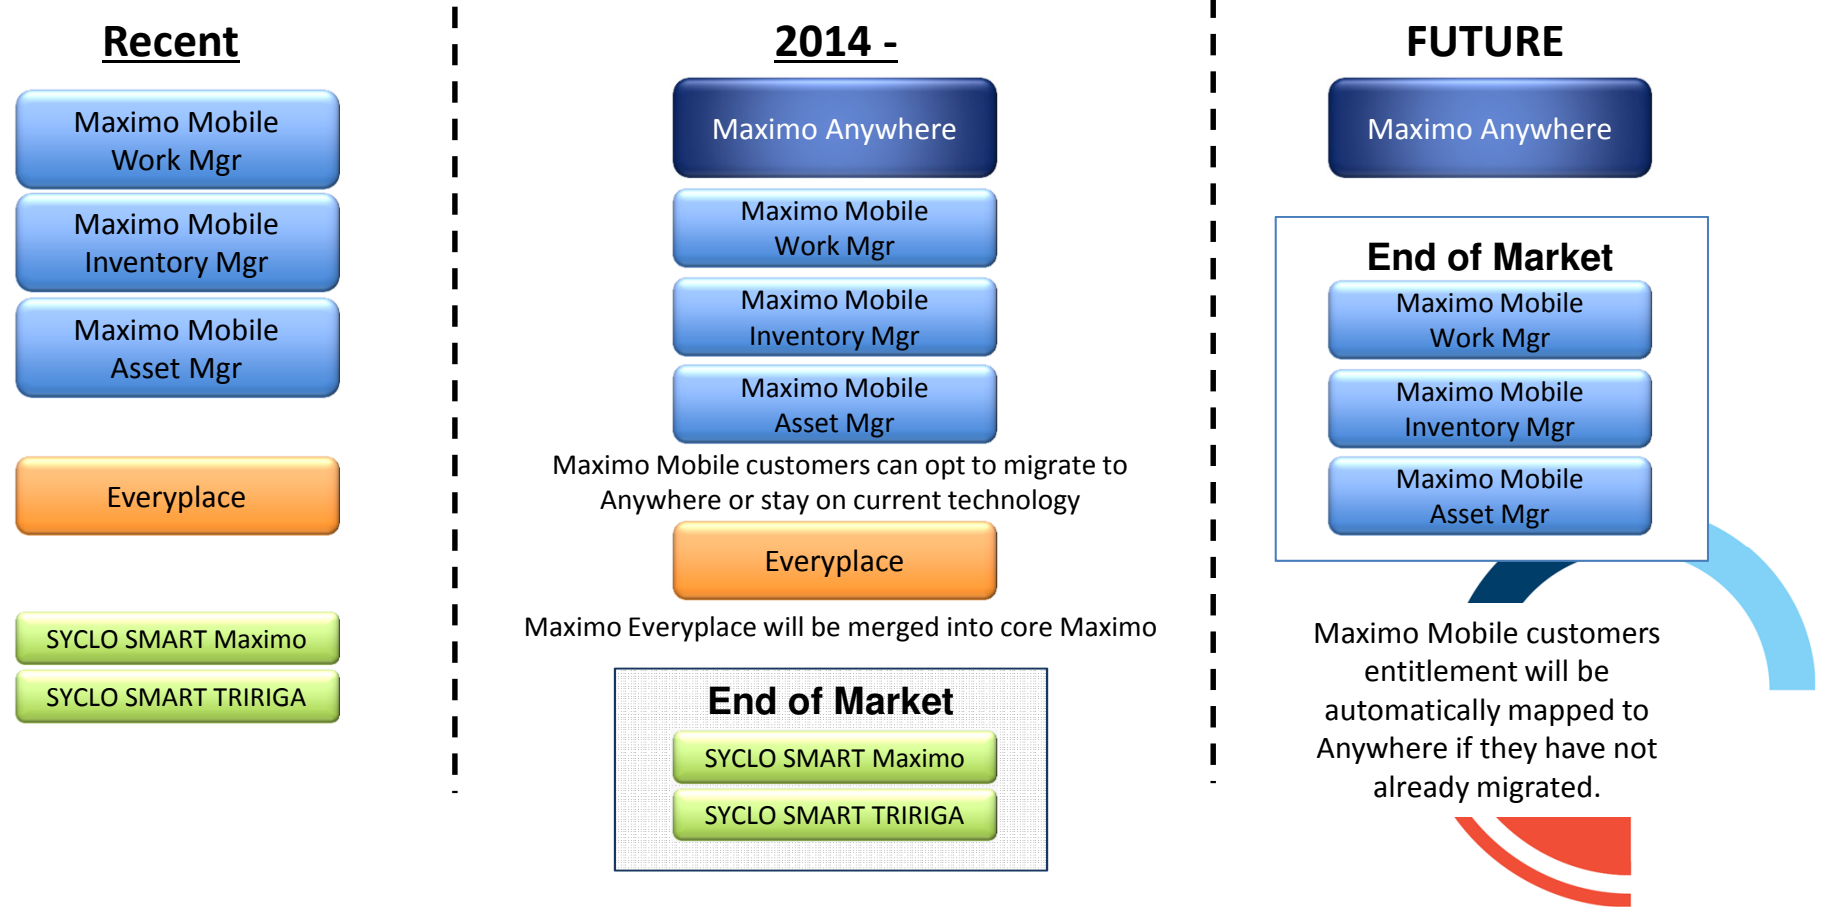 Recent
Maximo Mobile
Work Mgr
Maximo Mobile
Inventory Mgr
Maximo Mobile
Asset Mgr
Everyplace
SYCLO SMART Maximo
SYCLO SMART TRIRIGA
2014 -
Maximo Anywhere
Maximo Mobile
Work Mgr
Maximo Mobile
Inventory Mgr
Maximo Mobile
Asset Mgr
Maximo Mobile customers can opt to migrate to
Anywhere or stay on current technology
Everyplace
Maximo Everyplace will be merged into core Maximo
End of Market
SYCLO SMART Maximo
SYCLO SMART TRIRIGA
FUTURE
Maximo Anywhere
End of Market
Maximo Mobile
Work Mgr
Maximo Mobile
Inventory Mgr
Maximo Mobile
Asset Mgr
Maximo Mobile customers
entitlement will be
automatically mapped to
Anywhere if they have not
already migrated.